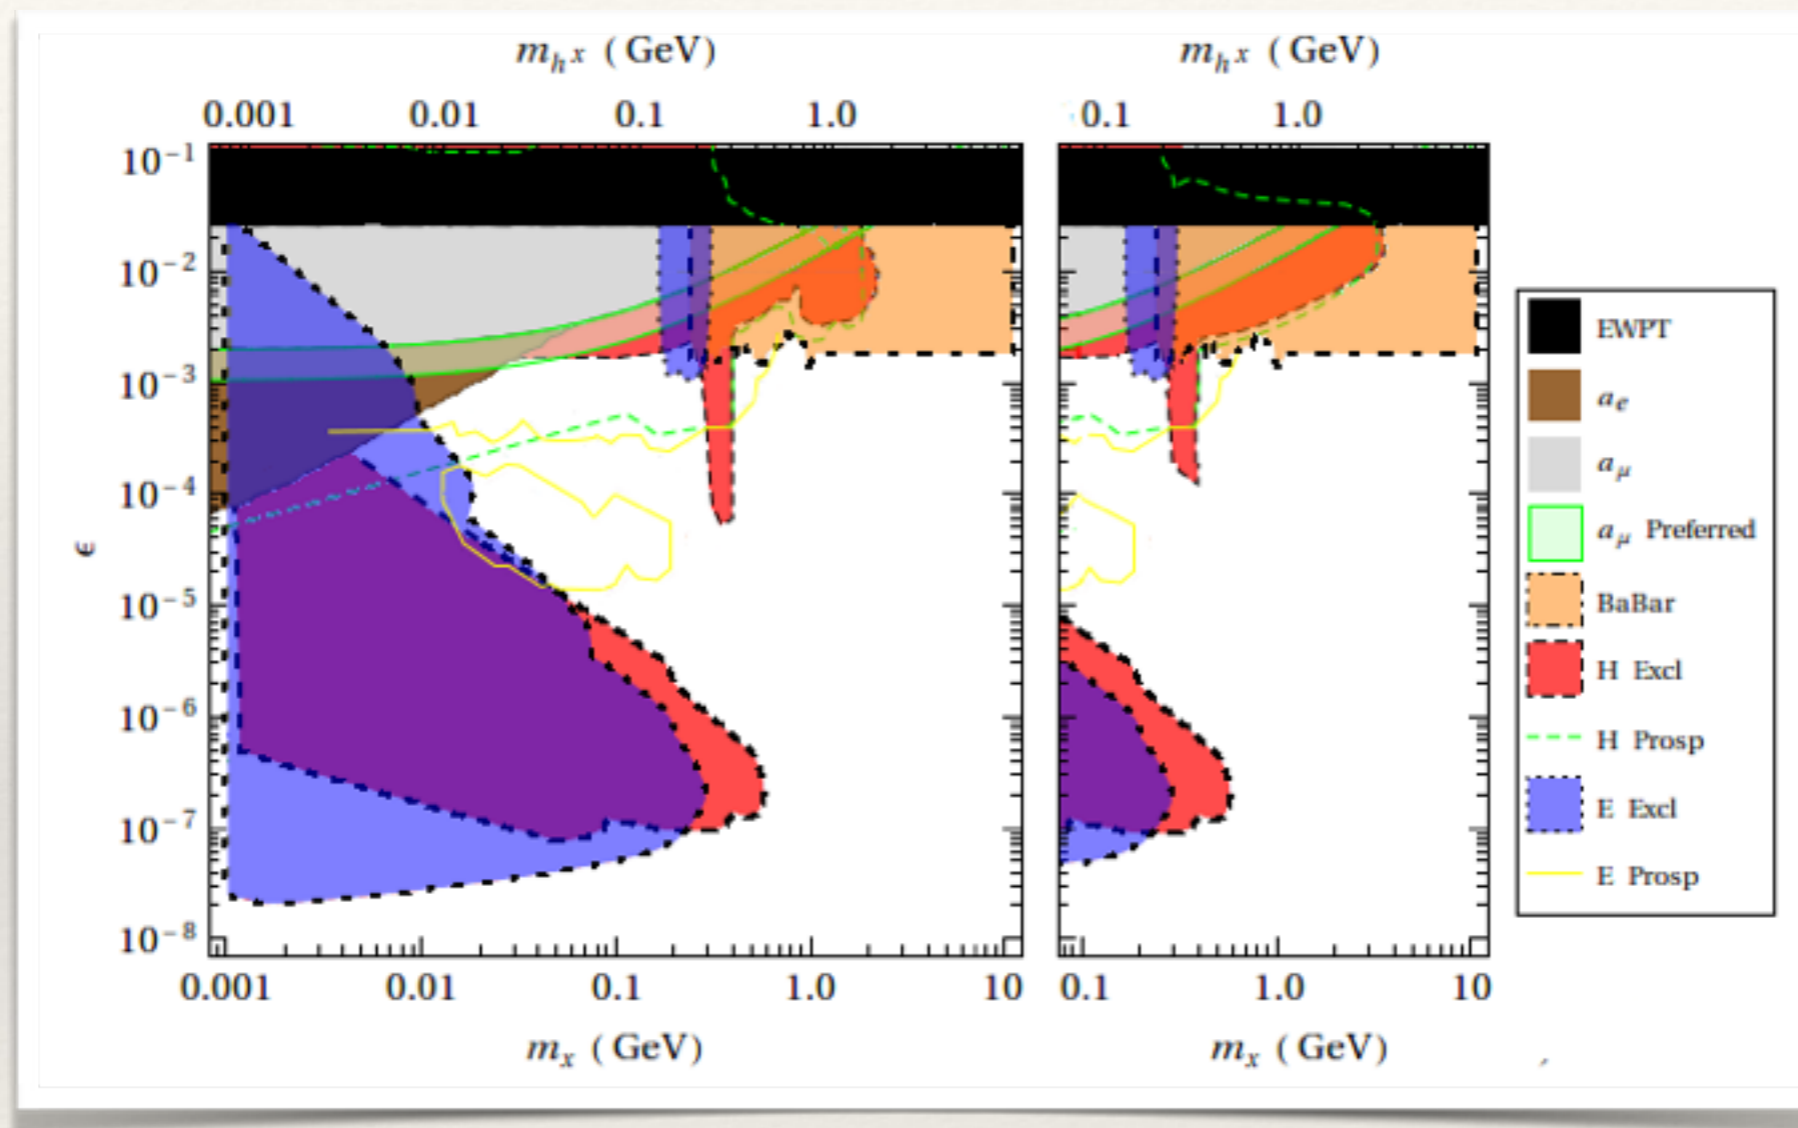 m_h^x (GeV) m_h^x (GeV)
0.001 0.01 0.1 1.0 0.1 1.0
10^-1
10^-2
10^-3
10^-4
ϵ
10^-5
10^-6
10^-7
10^-8
0.001 0.01 0.1 1.0 10 0.1 1.0 10
m_x (GeV) m_x (GeV)
EWPT
a_e
a_μ
a_μ Preferred
BaBar
H Excl
H Prosp
E Excl
E Prosp